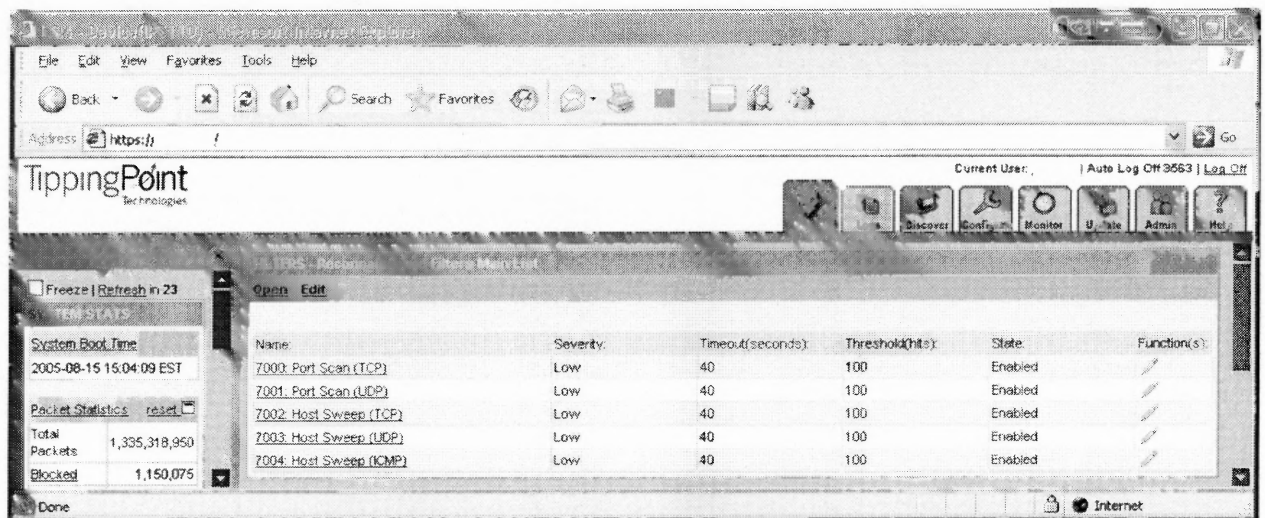 File Edit View Favorites Tools Help
Back Search Favorites
Address https:// / Go
TippingPoint
Technologies
Current User: | Auto Log Off 3563 | Log Off
Discover Configure Monitor Update Admin Help
Freeze | Refresh in 23
Open Edit
SYSTEM STATS
System Boot Time
2005-08-15 15:04:09 EST
Packet Statistics reset
Total Packets 1,335,318,950
Blocked 1,150,075
Name: Severity: Timeout(seconds): Threshold(hits): State: Function(s):
7000: Port Scan (TCP) Low 40 100 Enabled
7001: Port Scan (UDP) Low 40 100 Enabled
7002: Host Sweep (TCP) Low 40 100 Enabled
7003: Host Sweep (UDP) Low 40 100 Enabled
7004: Host Sweep (ICMP) Low 40 100 Enabled
Done Internet